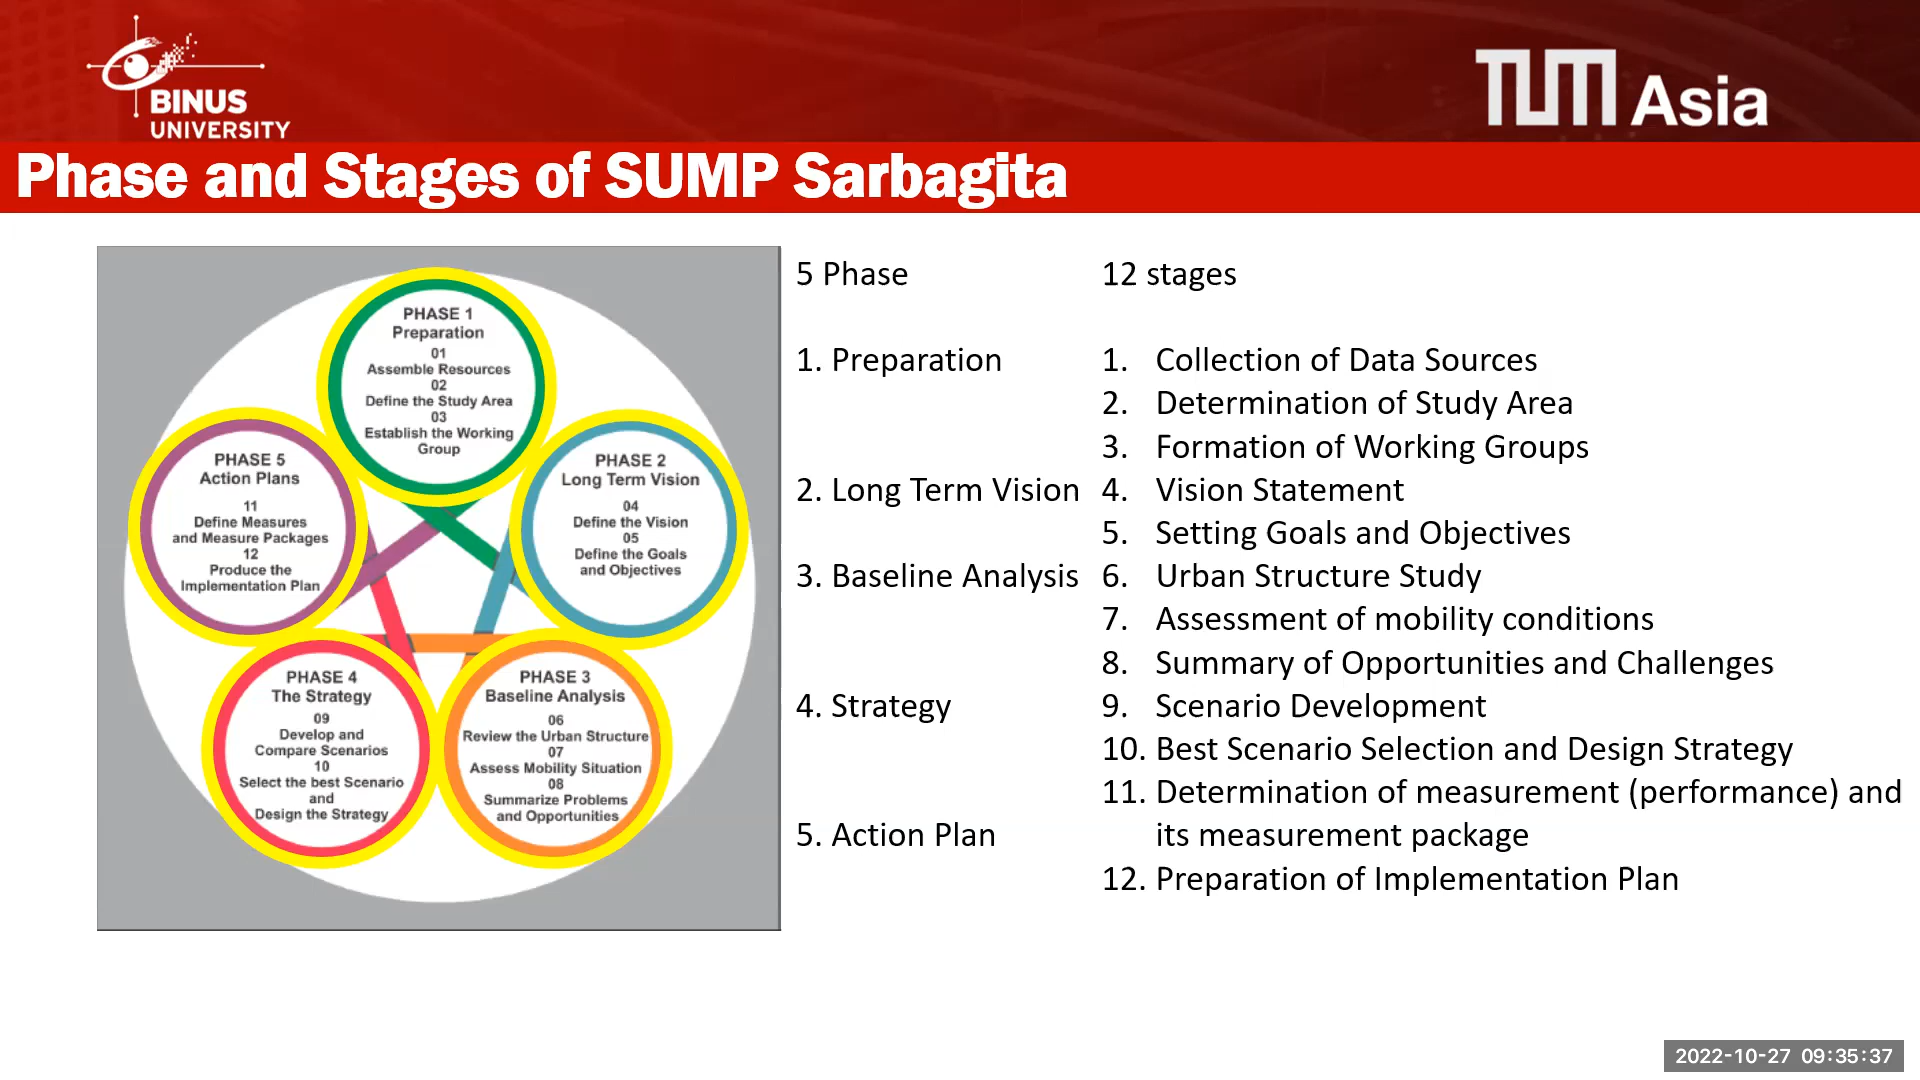 BINUS
UNIVERSITY
TUM Asia
Phase and Stages of SUMP Sarbagita
PHASE 1
Preparation
01
Assemble Resources
02
Define the Study Area
03
Establish the Working
Group
PHASE 2
Long Term Vision
04
Define the Vision
05
Define the Goals
and Objectives
PHASE 3
Baseline Analysis
06
Review the Urban Structure
07
Assess Mobility Situation
08
Summarize Problems
and Opportunities
PHASE 4
The Strategy
09
Develop and
Compare Scenarios
10
Select the best Scenario
and
Design the Strategy
PHASE 5
Action Plans
11
Define Measures
and Measure Packages
12
Produce the
Implementation Plan
5 Phase
1. Preparation
2. Long Term Vision
3. Baseline Analysis
4. Strategy
5. Action Plan
12 stages
1. Collection of Data Sources
2. Determination of Study Area
3. Formation of Working Groups
4. Vision Statement
5. Setting Goals and Objectives
6. Urban Structure Study
7. Assessment of mobility conditions
8. Summary of Opportunities and Challenges
9. Scenario Development
10. Best Scenario Selection and Design Strategy
11. Determination of measurement (performance) and
its measurement package
12. Preparation of Implementation Plan
2022-10-27 09:35:37